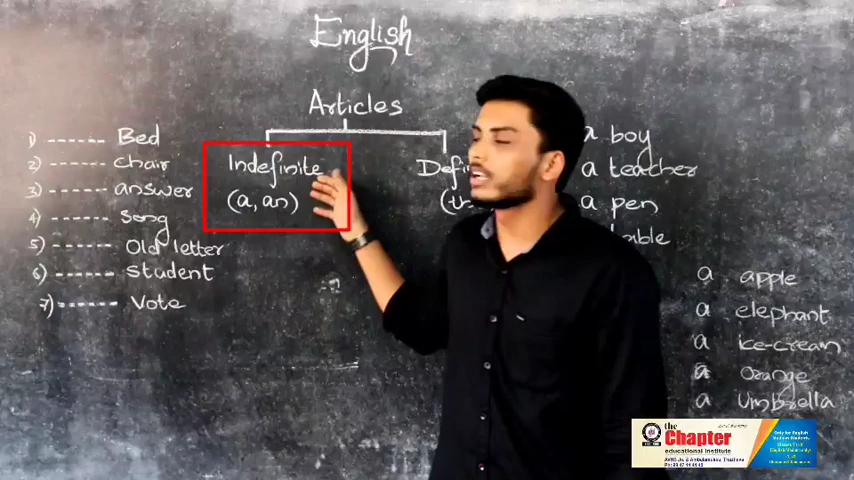 English
Articles
Indefinite
(a, an)
1) ------ Bed
2) ------ chair
3) ------ answer
4) ------ song
5) ------ Old letter
6) ------ student
7) ------ Vote
a boy
a teacher
a pen
a apple
a elephant
a ice-cream
a Orange
a Umbrella
the
Chapter
educational institute